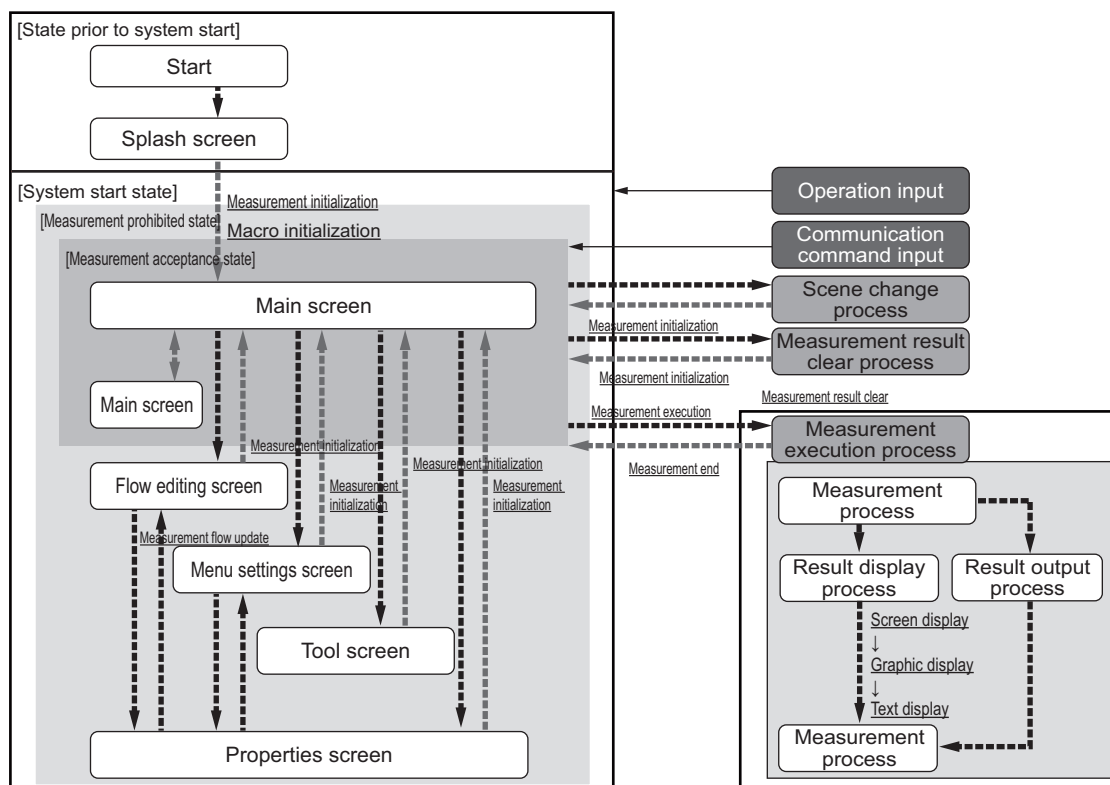 [State prior to system start]
Start
Splash screen
[System start state]
Measurement initialization
[Measurement prohibited state]
Macro initialization
[Measurement acceptance state]
Main screen
Main screen
Operation input
Communication
command input
Scene change
process
Measurement initialization
Measurement result
clear process
Measurement initialization
Measurement result clear
Measurement execution
Measurement
execution process
Measurement end
Measurement initialization
Measurement initialization
Flow editing screen
Measurement
initialization
Measurement
initialization
Measurement flow update
Menu settings screen
Tool screen
Properties screen
Measurement
process
Result display
process
Result output
process
Screen display
↓
Graphic display
↓
Text display
Measurement
process